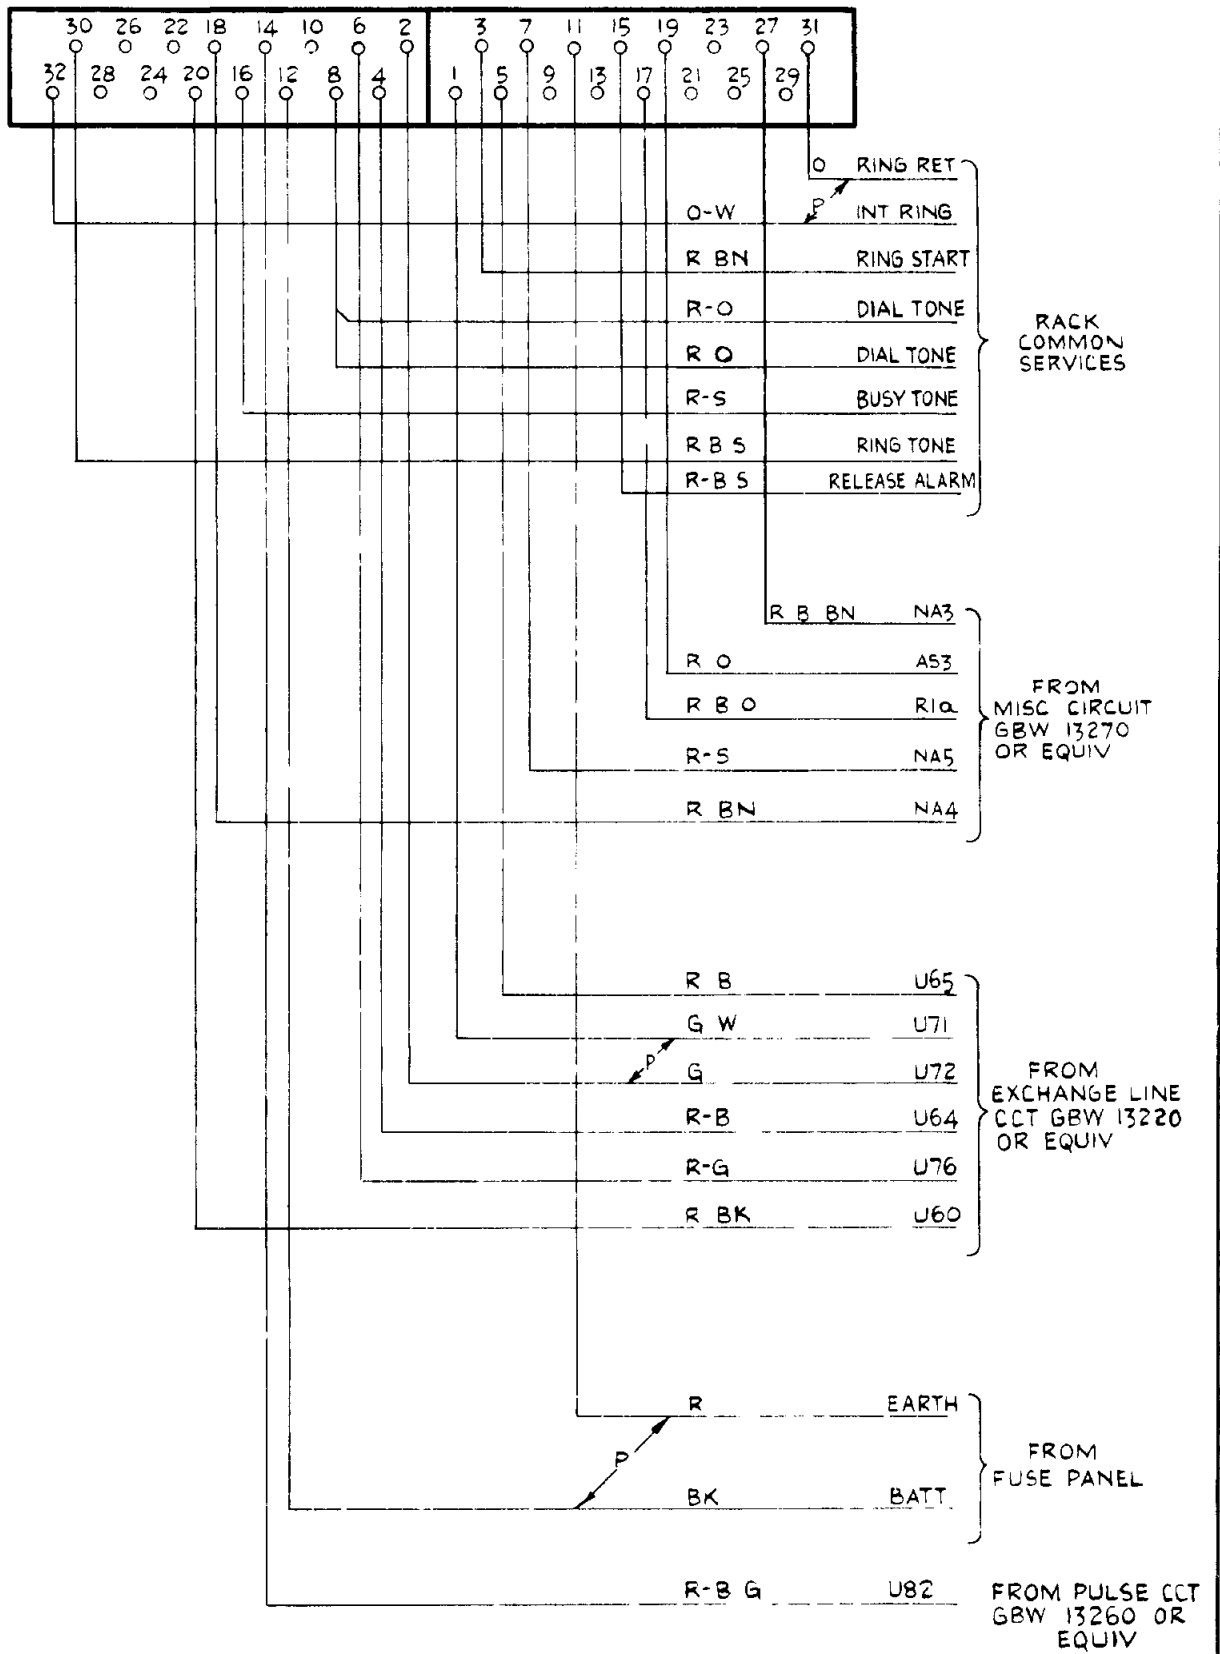 30 26 22 18 14 10 6 2 3 7 11 15 19 23 27 31
32 28 24 20 16 12 8 4 1 5 9 13 17 21 25 29
O RING RET
P
O-W INT RING
R BN RING START
R-O DIAL TONE
R O DIAL TONE
R-S BUSY TONE
R B S RING TONE
R-B S RELEASE ALARM
RACK
COMMON
SERVICES
R B BN NA3
R O AS3
R B O R1a
R-S NA5
R BN NA4
FROM
MISC CIRCUIT
GBW 13270
OR EQUIV
R B U65
G W U71
P
G U72
R-B U64
R-G U76
R BK U60
FROM
EXCHANGE LINE
CCT GBW 13220
OR EQUIV
R EARTH
P
BK BATT
FROM
FUSE PANEL
R-B G U82
FROM PULSE CCT
GBW 13260 OR
EQUIV